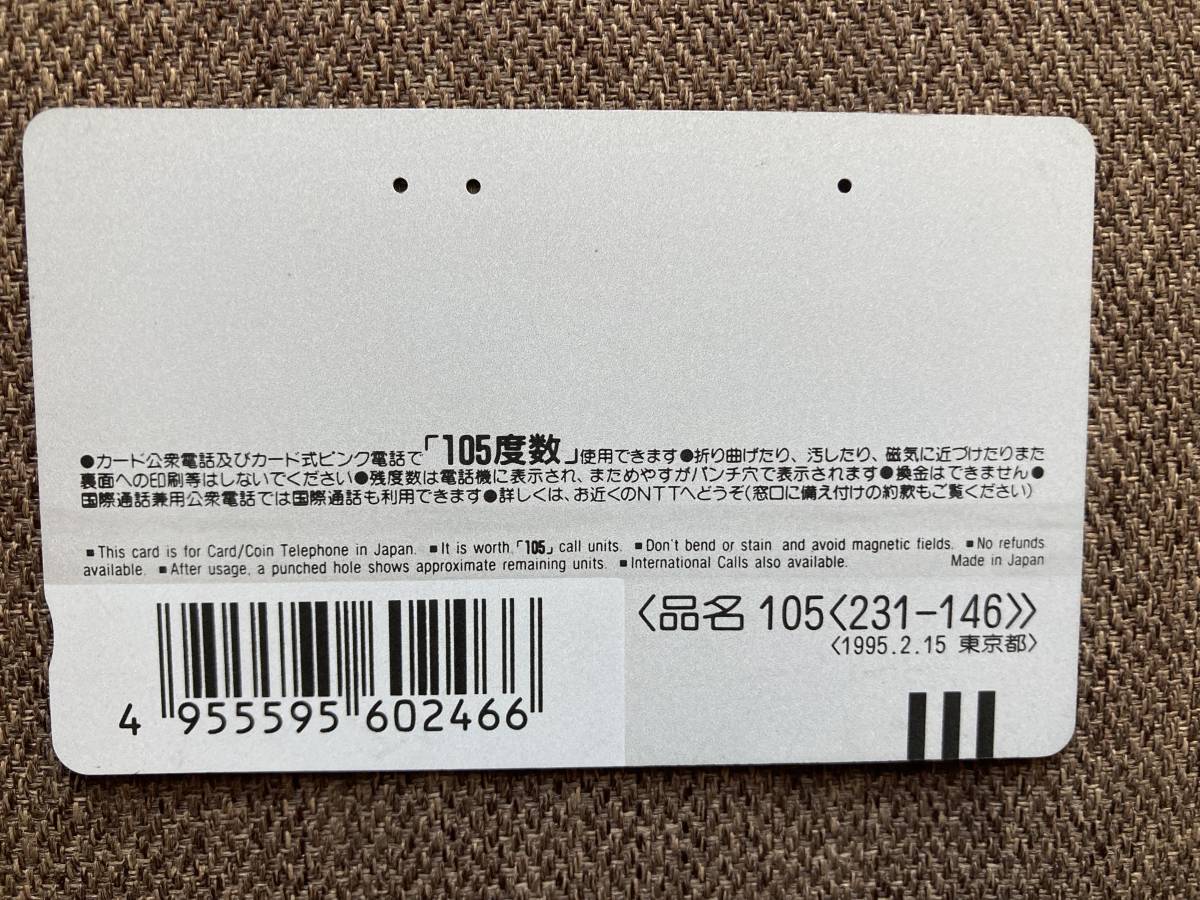 ●カード公衆電話及びカード式ピンク電話で「105度数」使用できます●折り曲げたり、汚したり、磁気に近づけたりまた
裏面への印刷等はしないでください●残度数は電話機に表示され、まためやすがパンチ穴で表示されます●換金はできません●
国際通話兼用公衆電話では国際通話も利用できます●詳しくは、お近くのNTTへどうぞ(窓口に備え付けの約款もご覧ください)
■This card is for Card/Coin Telephone in Japan. ■It is worth「105」call units. ■Don't bend or stain and avoid magnetic fields. ■No refunds
available. ■After usage, a punched hole shows approximate remaining units. ■International Calls also available. Made in Japan
〈品名 105〈231-146〉〉
〈1995.2.15 東京都〉
4 955595 602466